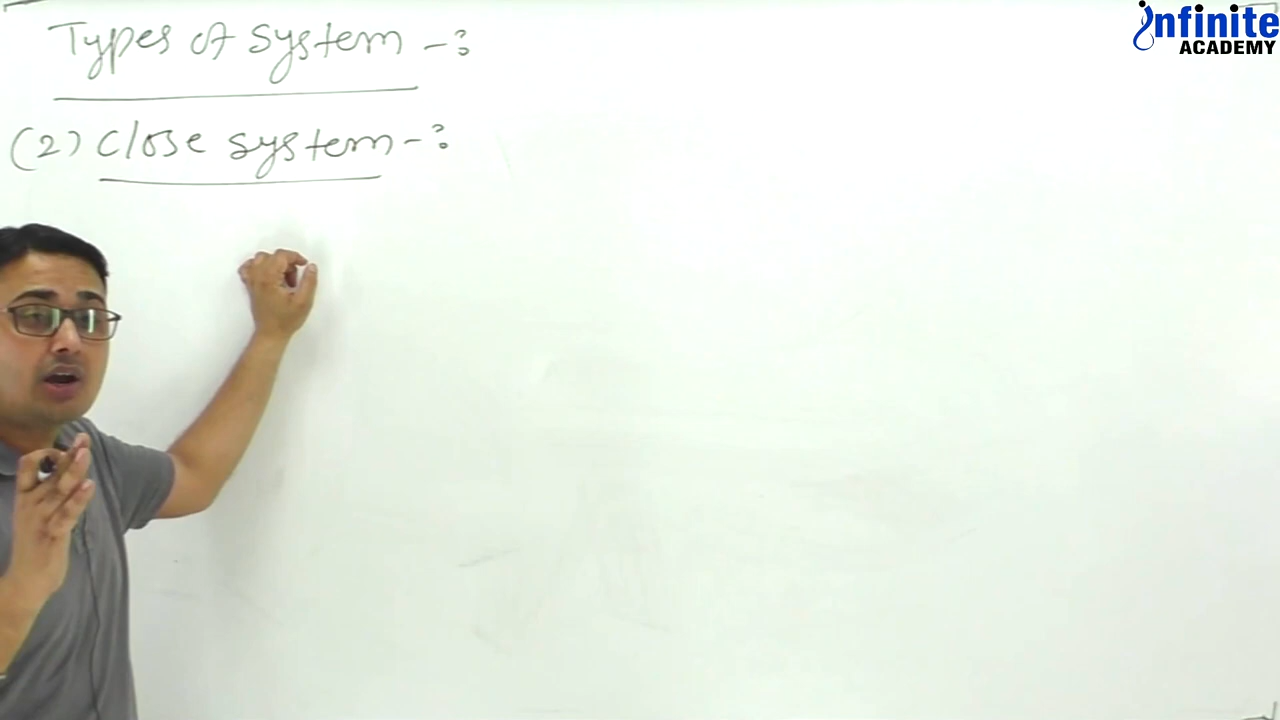 Types of System -:
(2) Close system -:
Infinite
ACADEMY